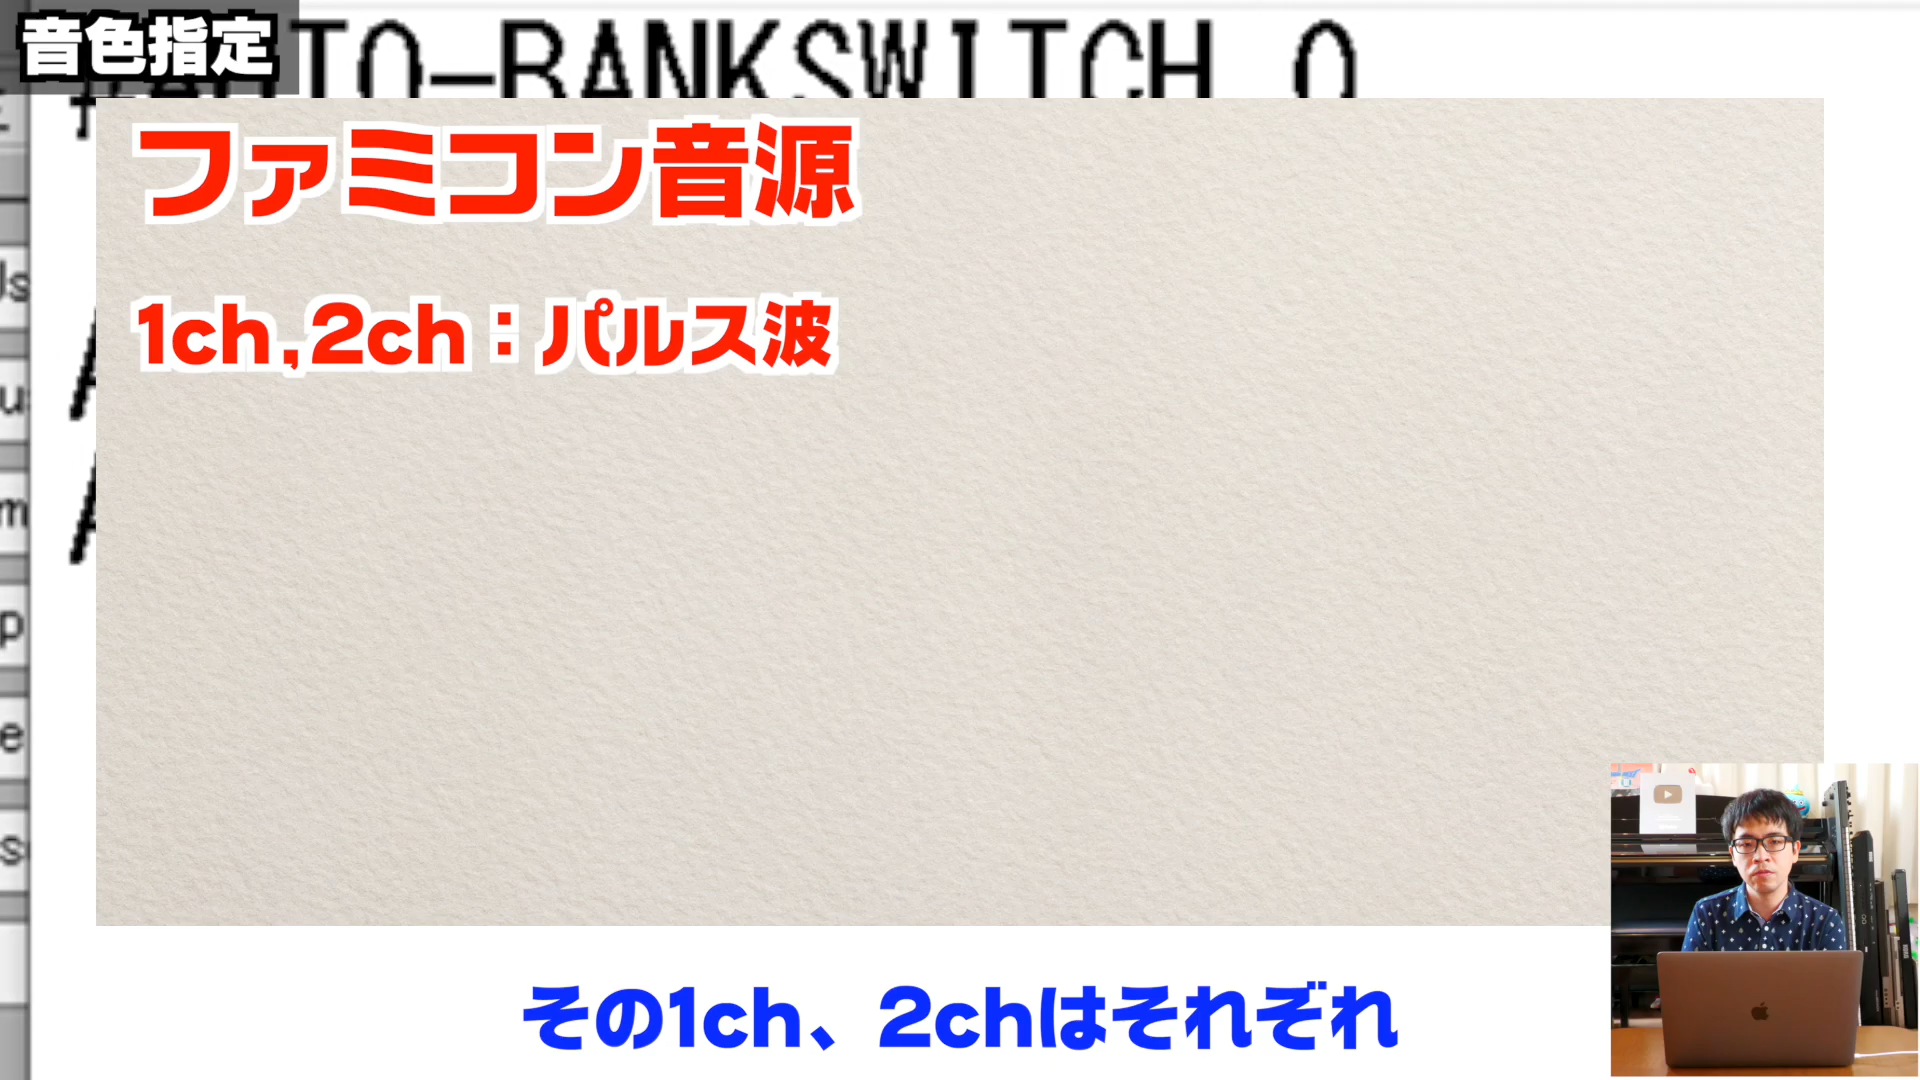 音色指定
#AUTO-BANKSWITCH 0
ファミコン音源
1ch,2ch：パルス波
その1ch、2chはそれぞれ